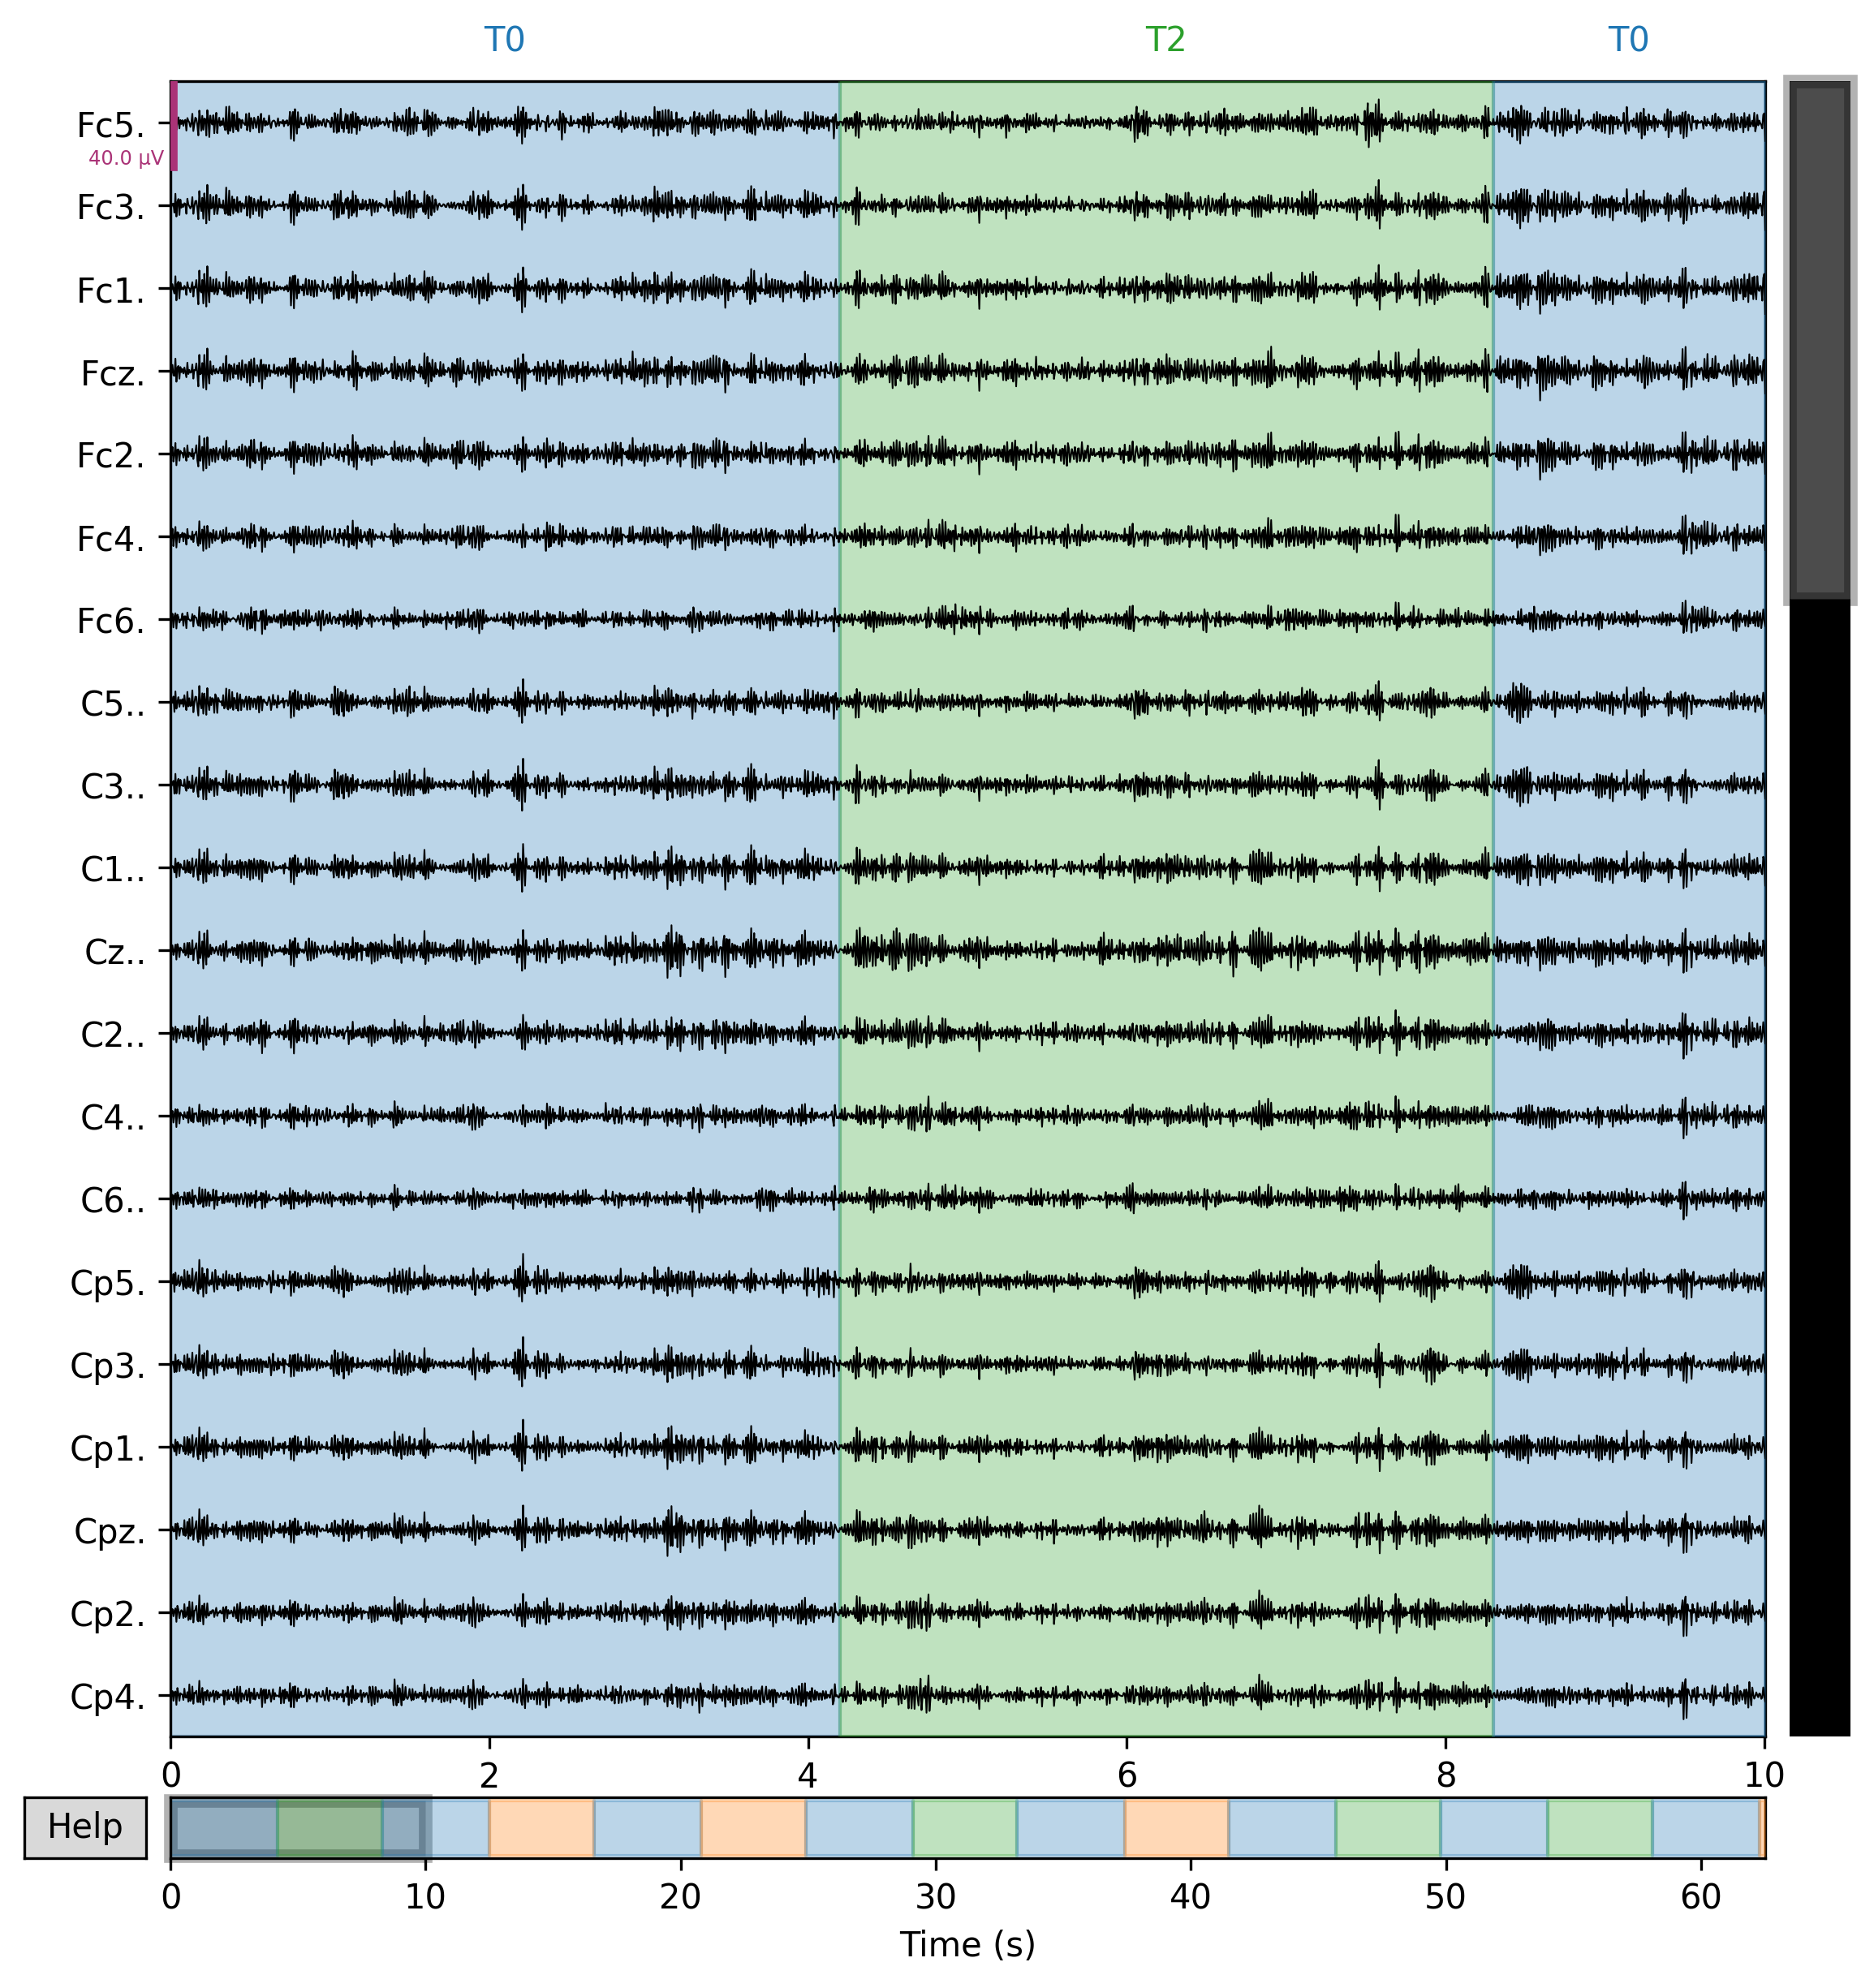 T0 T2 T0
Fc5.
40.0 µV
Fc3.
Fc1.
Fcz.
Fc2.
Fc4.
Fc6.
C5..
C3..
C1..
Cz..
C2..
C4..
C6..
Cp5.
Cp3.
Cp1.
Cpz.
Cp2.
Cp4.
0 2 4 6 8 10
Help
0 10 20 30 40 50 60
Time (s)